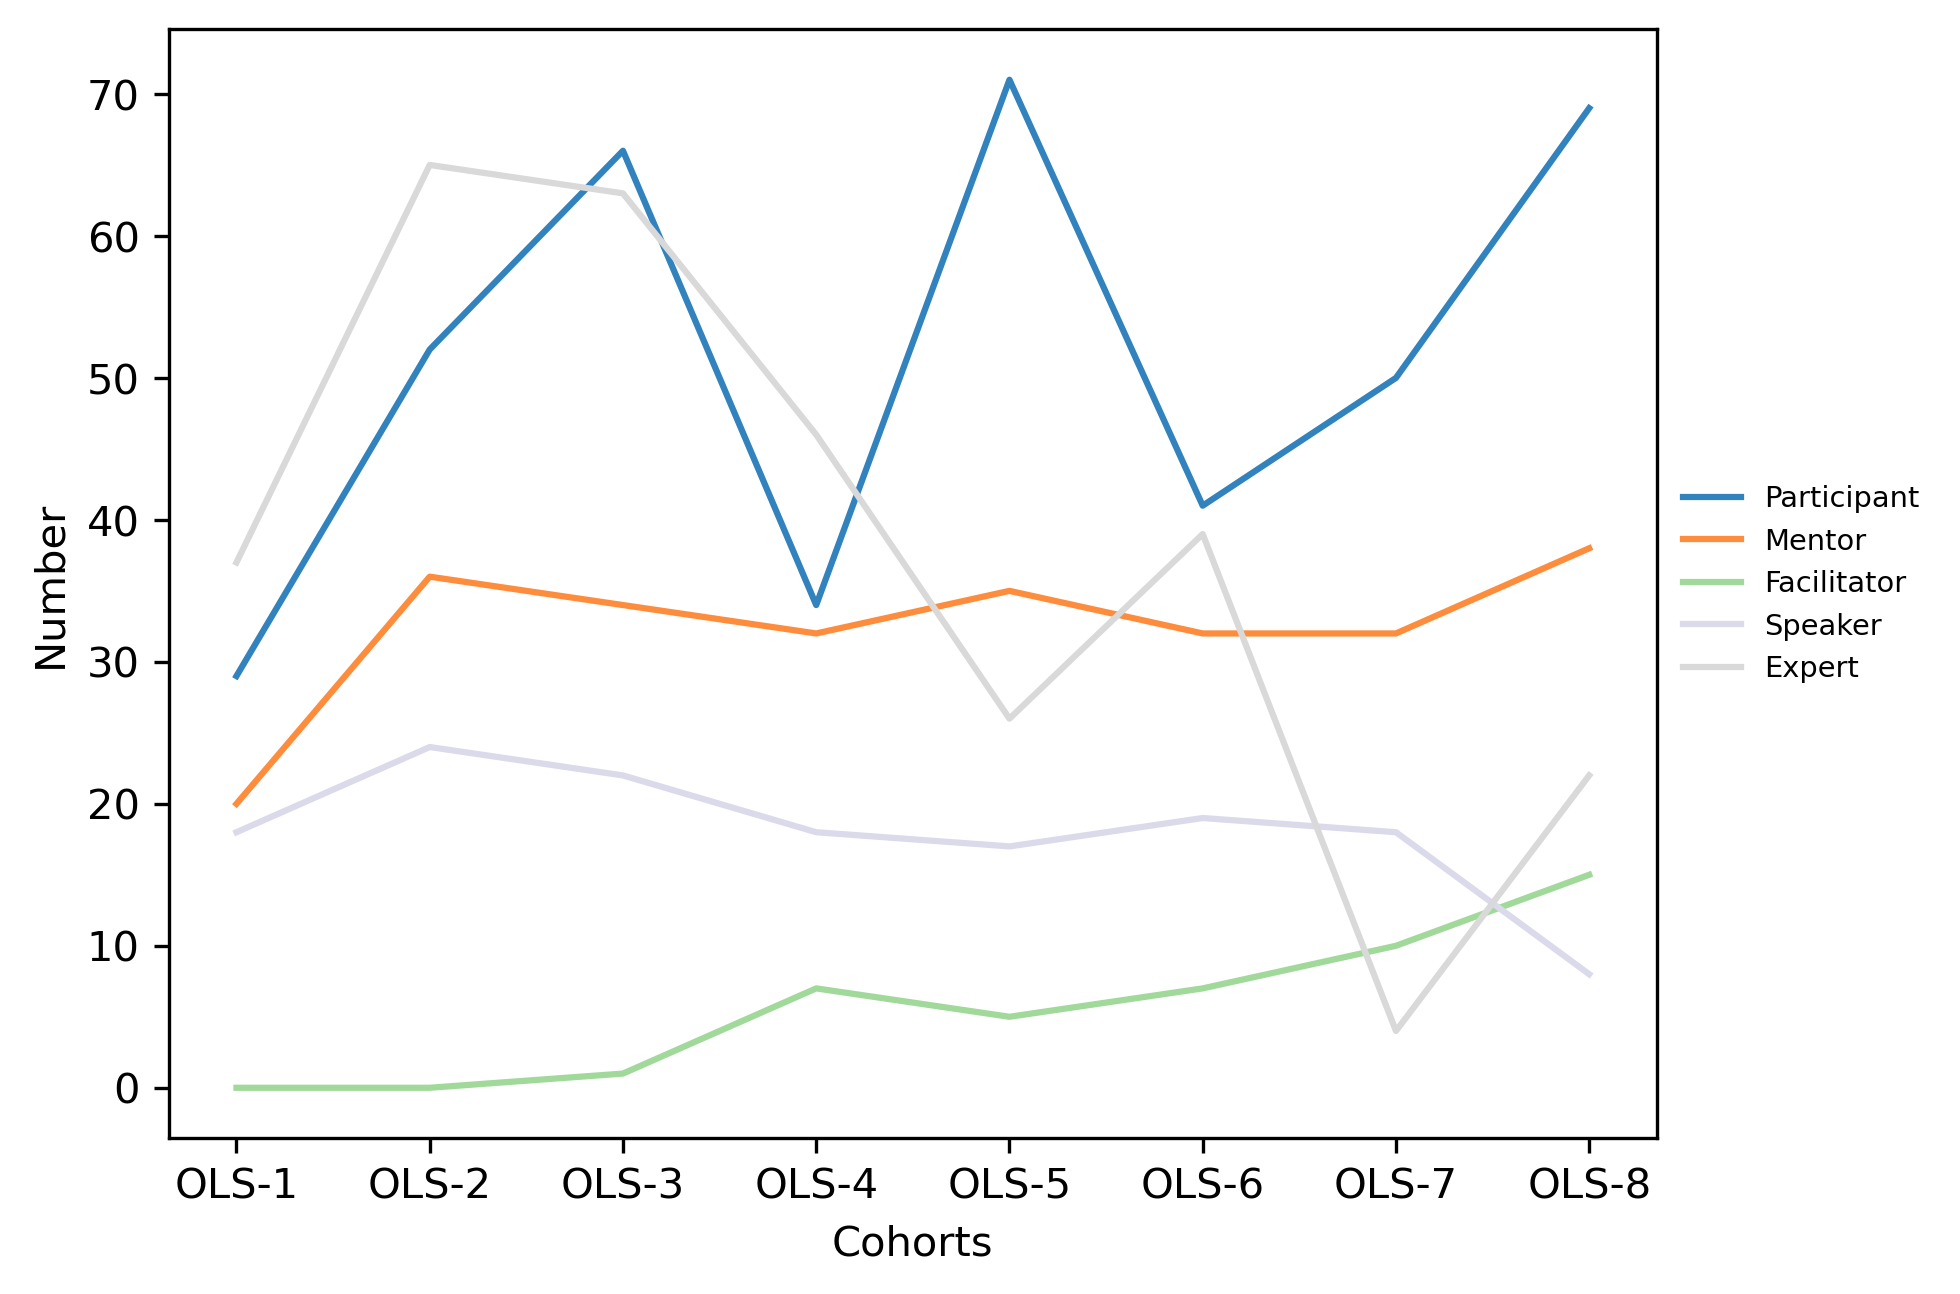 70
60
50
40
30
20
10
0
Number
OLS-1 OLS-2 OLS-3 OLS-4 OLS-5 OLS-6 OLS-7 OLS-8
Cohorts
Participant
Mentor
Facilitator
Speaker
Expert